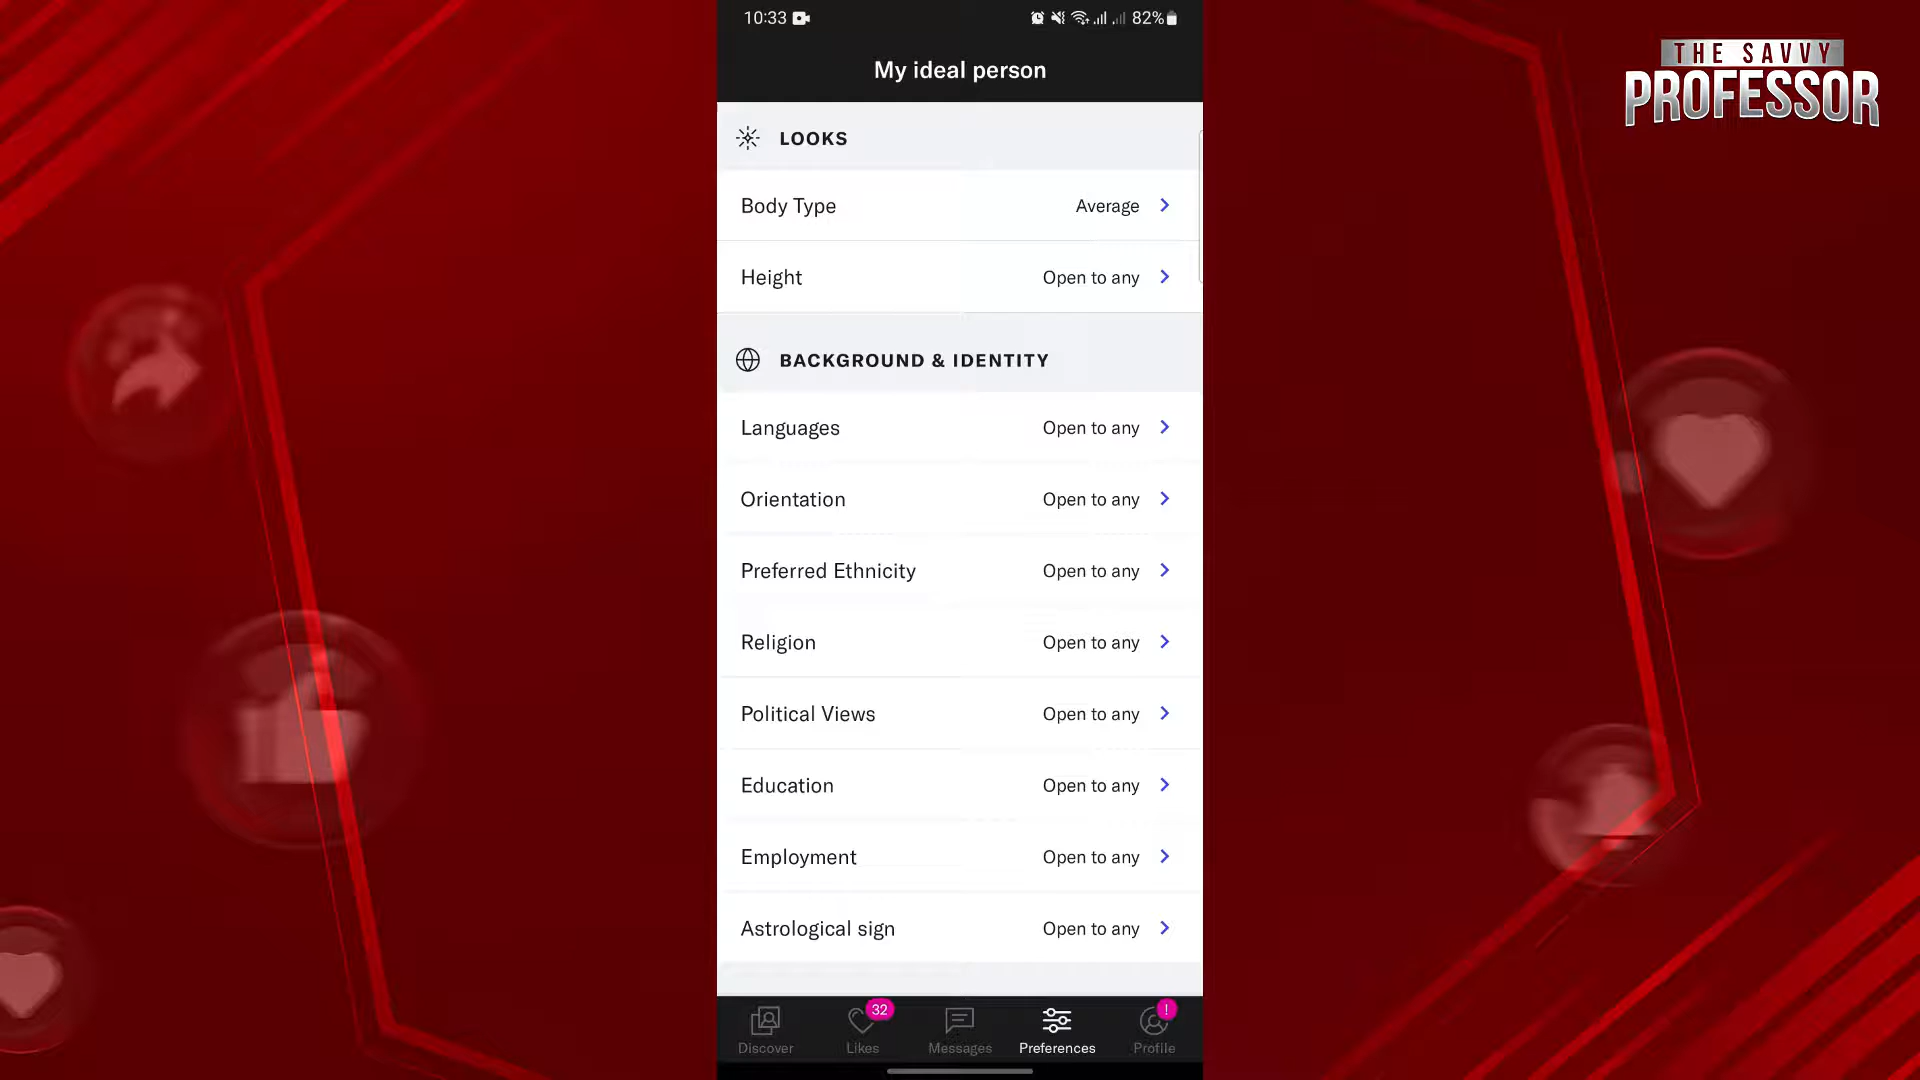 10:33
82%
THE SAVVY
PROFESSOR
My ideal person
LOOKS
Body Type Average
Height Open to any
BACKGROUND & IDENTITY
Languages Open to any
Orientation Open to any
Preferred Ethnicity Open to any
Religion Open to any
Political Views Open to any
Education Open to any
Employment Open to any
Astrological sign Open to any
32 !
Discover Likes Messages Preferences Profile